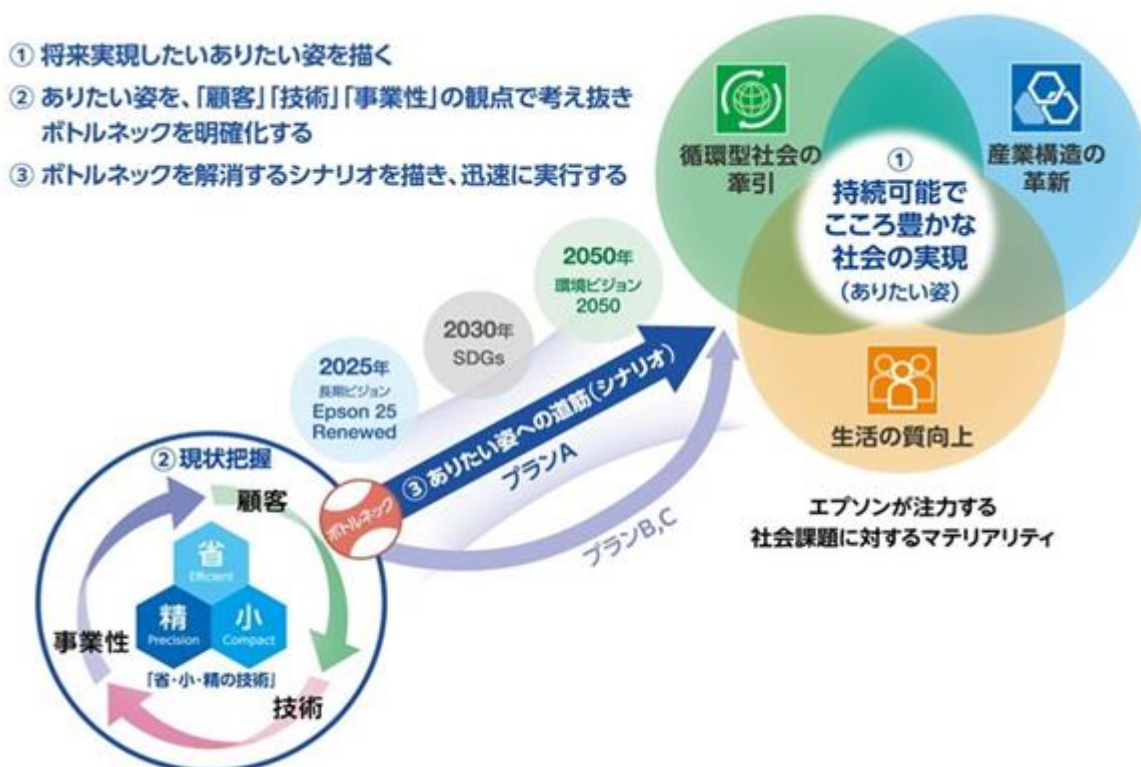 ① 将来実現したいありたい姿を描く
② ありたい姿を、「顧客」「技術」「事業性」の観点で考え抜き
ボトルネックを明確化する
③ ボトルネックを解消するシナリオを描き、迅速に実行する
循環型社会の
牽引
産業構造の
革新
①
持続可能で
こころ豊かな
社会の実現
(ありたい姿)
生活の質向上
エプソンが注力する
社会課題に対するマテリアリティ
2050年
環境ビジョン
2050
2030年
SDGs
2025年
長期ビジョン
Epson 25
Renewed
③ ありたい姿への道筋(シナリオ)
プランA
プランB,C
ボトルネック
② 現状把握
顧客
省
Efficient
精
Precision
小
Compact
事業性
「省・小・精の技術」
技術